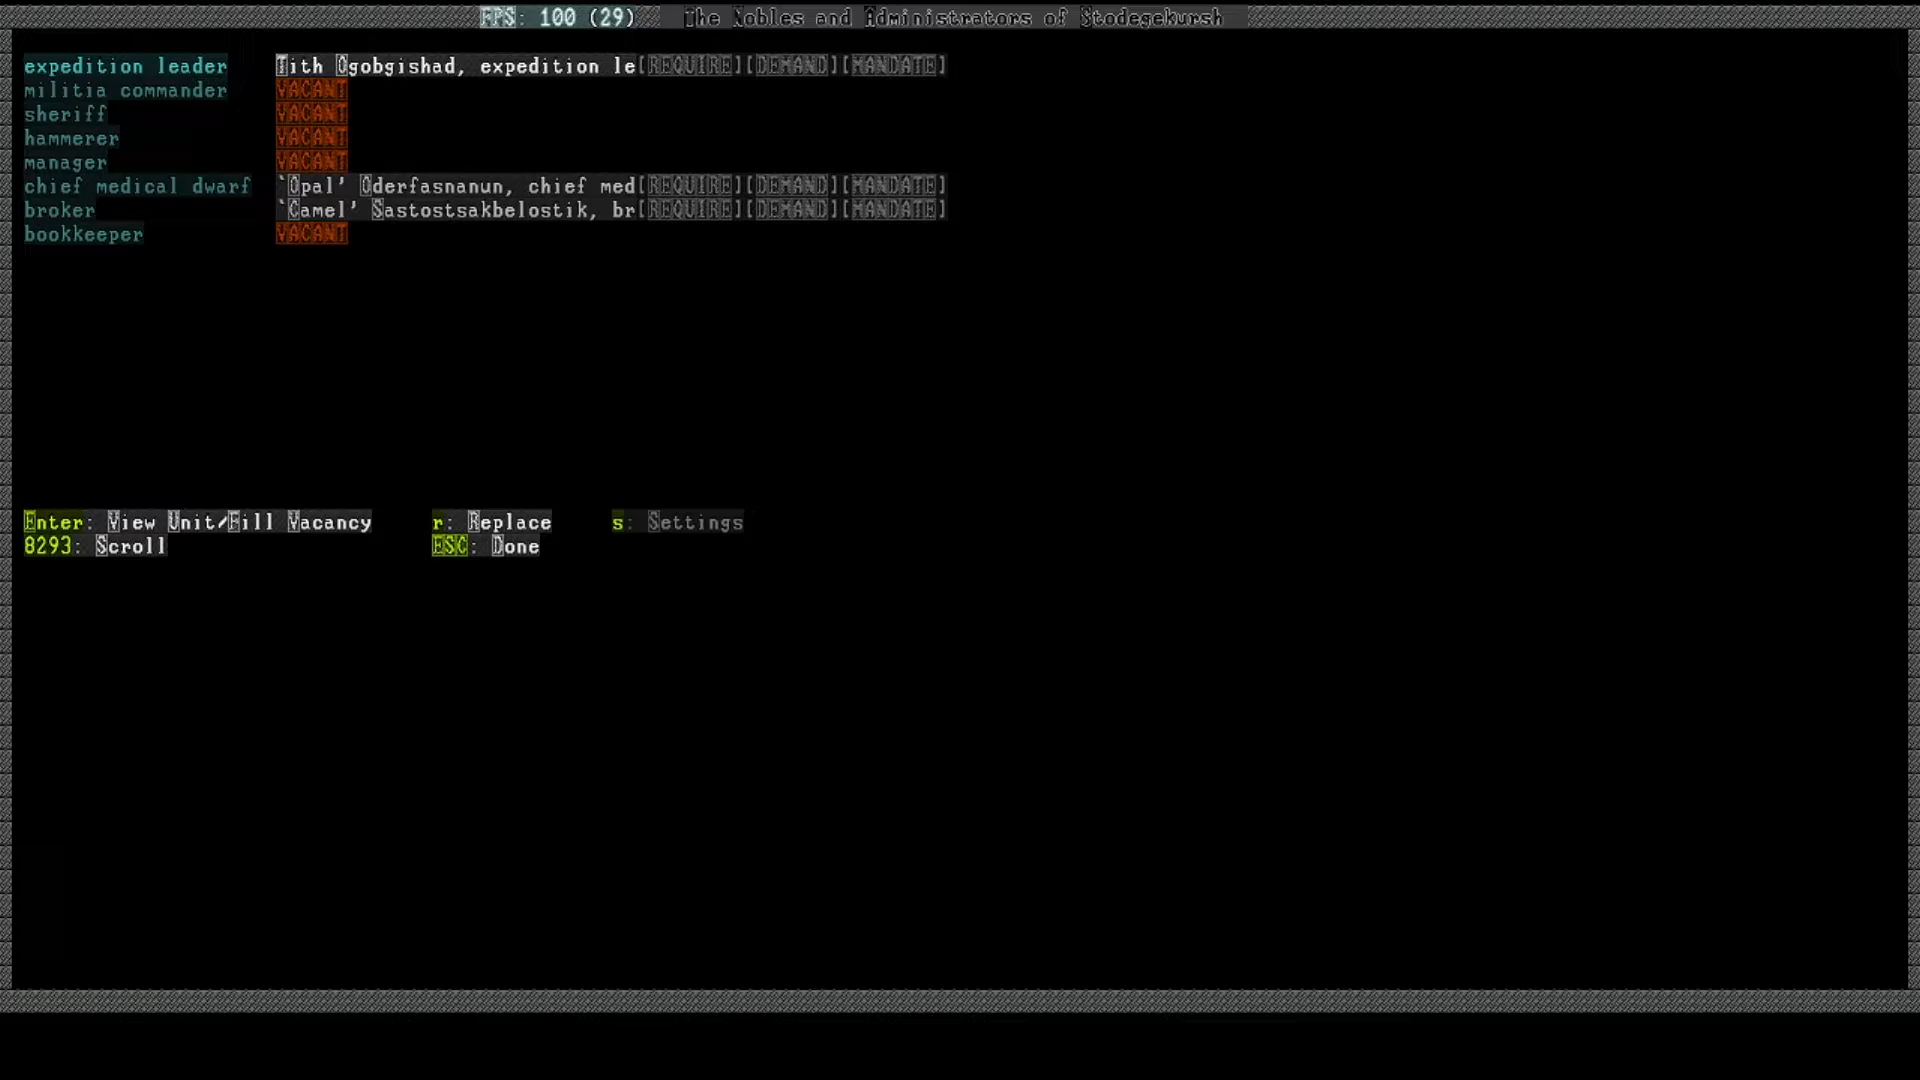 FPS: 100 (29) The Nobles and Administrators of Stodegekursh
expedition leader Tith Ogobgishad, expedition le[REQUIRE][DEMAND][MANDATE]
militia commander VACANT
sheriff VACANT
hammerer VACANT
manager VACANT
chief medical dwarf `Opal' Oderfasnanun, chief med[REQUIRE][DEMAND][MANDATE]
broker `Camel' Sastostsakbelostik, br[REQUIRE][DEMAND][MANDATE]
bookkeeper VACANT
Enter: View Unit/Fill Vacancy r: Replace s: Settings
8293: Scroll ESC: Done